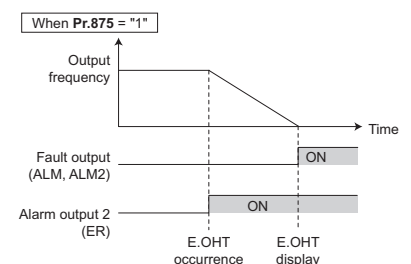 When Pr.875 = "1"
Output
frequency
Time
Fault output
(ALM, ALM2)
ON
Alarm output 2
(ER)
ON
E.OHT
occurrence
E.OHT
display